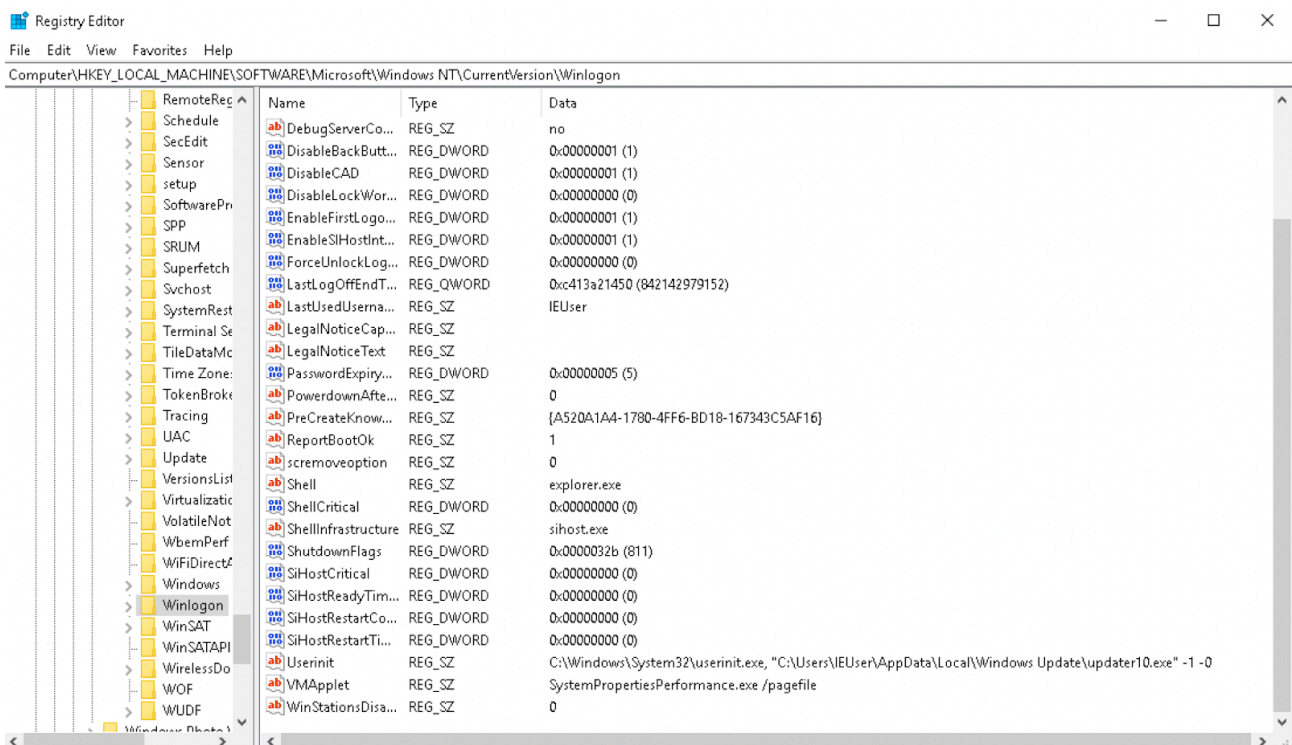 Registry Editor
File Edit View Favorites Help
Computer\HKEY_LOCAL_MACHINE\SOFTWARE\Microsoft\Windows NT\CurrentVersion\Winlogon
RemoteReg
Schedule
SecEdit
Sensor
setup
SoftwarePr
SPP
SRUM
Superfetch
Svchost
SystemRest
Terminal Se
TileDataMo
Time Zone
TokenBroke
Tracing
UAC
Update
VersionsList
Virtualizatio
VolatileNot
WbemPerf
WiFiDirectA
Windows
Winlogon
WinSAT
WinSATAPI
WirelessDo
WOF
WUDF
Windows Photo V
Name Type Data
DebugServerCo... REG_SZ no
DisableBackButt... REG_DWORD 0x00000001 (1)
DisableCAD REG_DWORD 0x00000001 (1)
DisableLockWor... REG_DWORD 0x00000000 (0)
EnableFirstLogo... REG_DWORD 0x00000001 (1)
EnableSIHostInt... REG_DWORD 0x00000001 (1)
ForceUnlockLog... REG_DWORD 0x00000000 (0)
LastLogOffEndT... REG_QWORD 0xc413a21450 (842142979152)
LastUsedUserna... REG_SZ IEUser
LegalNoticeCap... REG_SZ
LegalNoticeText REG_SZ
PasswordExpiry... REG_DWORD 0x00000005 (5)
PowerdownAfte... REG_SZ 0
PreCreateKnow... REG_SZ {A520A1A4-1780-4FF6-BD18-167343C5AF16}
ReportBootOk REG_SZ 1
scremoveoption REG_SZ 0
Shell REG_SZ explorer.exe
ShellCritical REG_DWORD 0x00000000 (0)
ShellInfrastructure REG_SZ sihost.exe
ShutdownFlags REG_DWORD 0x0000032b (811)
SiHostCritical REG_DWORD 0x00000000 (0)
SiHostReadyTim... REG_DWORD 0x00000000 (0)
SiHostRestartCo... REG_DWORD 0x00000000 (0)
SiHostRestartTi... REG_DWORD 0x00000000 (0)
Userinit REG_SZ C:\Windows\System32\userinit.exe, "C:\Users\IEUser\AppData\Local\Windows Update\updater10.exe" -1 -0
VMApplet REG_SZ SystemPropertiesPerformance.exe /pagefile
WinStationsDisa... REG_SZ 0